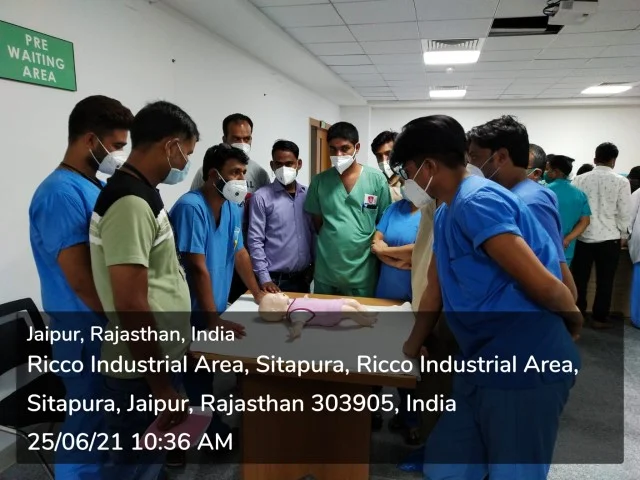 PRE
WAITING
AREA
Jaipur, Rajasthan, India
Ricco Industrial Area, Sitapura, Ricco Industrial Area,
Sitapura, Jaipur, Rajasthan 303905, India
25/06/21 10:36 AM